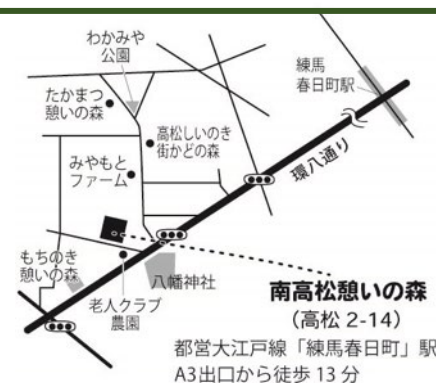 わかみや
公園
練馬
春日町駅
たかまつ
憩いの森
高松しいのき
街かどの森
みやもと
ファーム
環八通り
もちのき
憩いの森
八幡神社
老人クラブ
農園
南高松憩いの森
(高松 2-14)
都営大江戸線「練馬春日町」駅
A3出口から徒歩 13 分